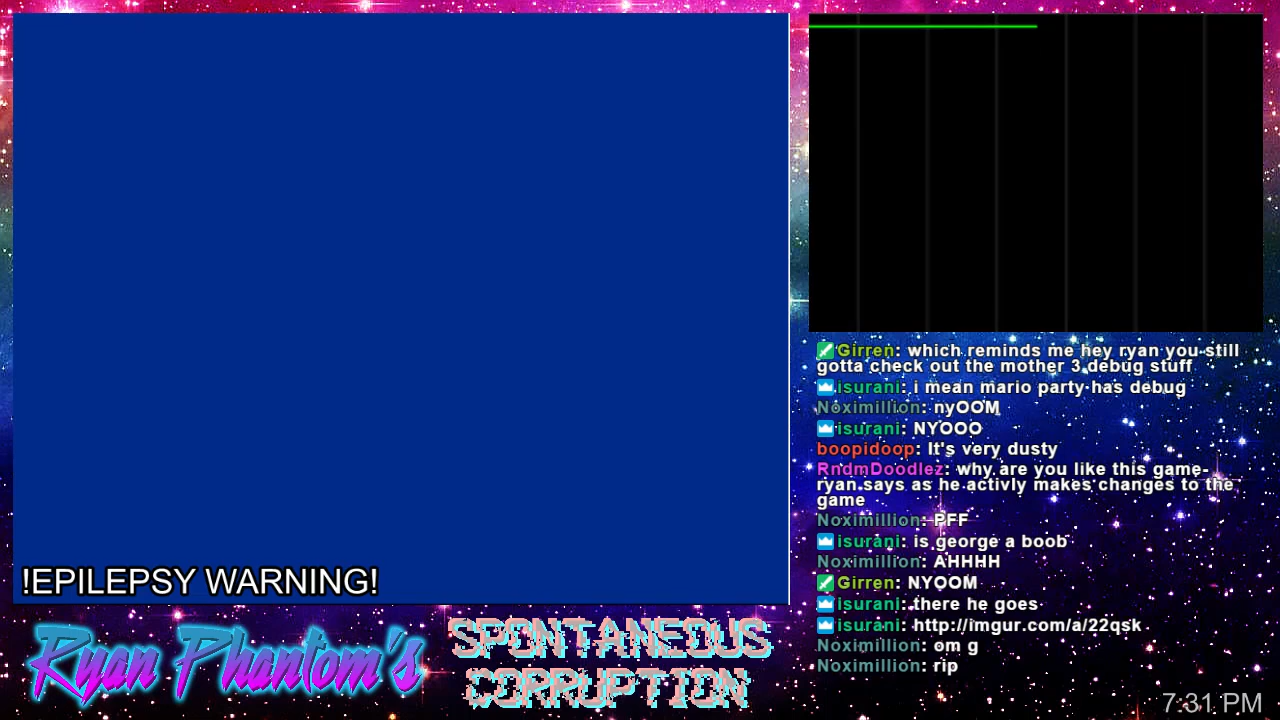 Girren: which reminds me hey ryan you still
gotta check out the mother 3 debug stuff
isurani: i mean mario party has debug
Noximillion: nyOOM
isurani: NYOOO
boopidoop: It's very dusty
RndmDoodlez: why are you like this game-
ryan says as he activly makes changes to the
game
Noximillion: PFF
isurani: is george a boob
Noximillion: AHHHH
Girren: NYOOM
isurani: there he goes
isurani: http://imgur.com/a/22qsk
Noximillion: om g
Noximillion: rip
!EPILEPSY WARNING!
Ryan Phantom's
SPONTANEOUS
CORRUPTION
7:31 PM